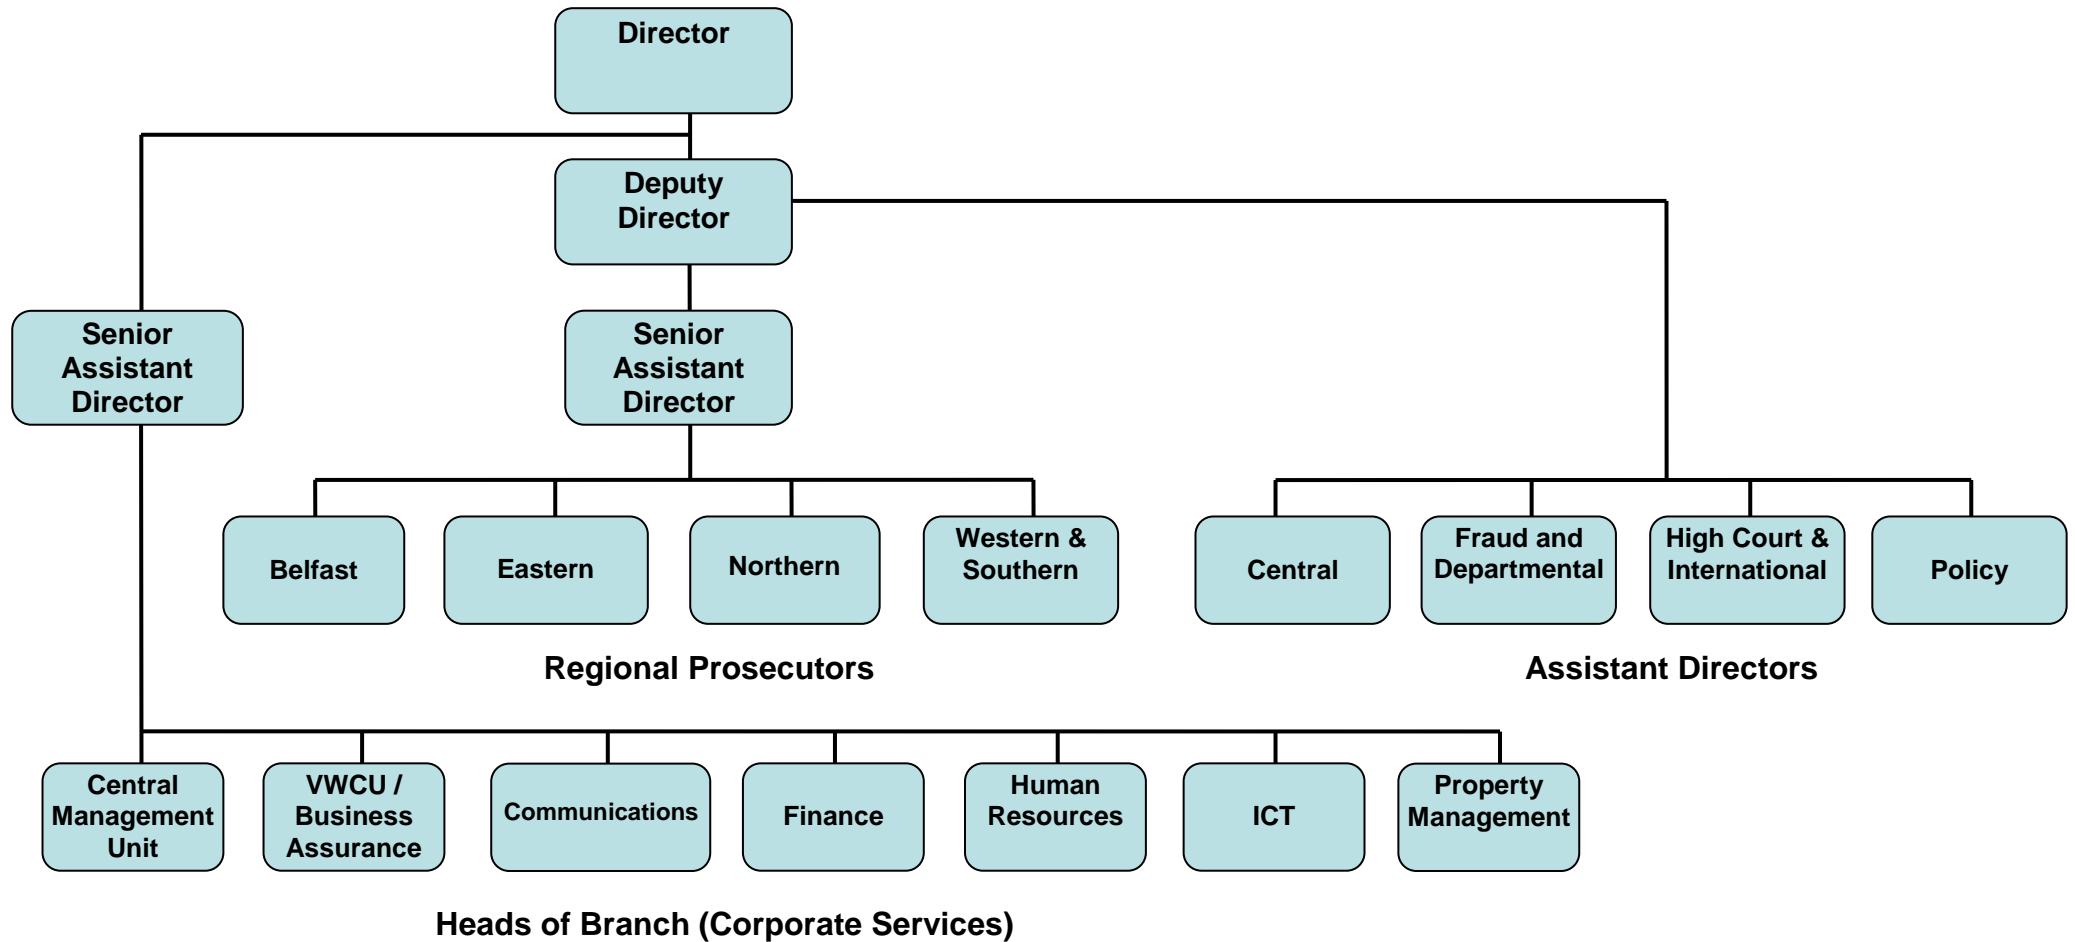 Director
Deputy
Director
Senior
Assistant
Director
Senior
Assistant
Director
Belfast
Eastern
Northern
Western &
Southern
Central
Fraud and
Departmental
High Court &
International
Policy
Regional Prosecutors
Assistant Directors
Central
Management
Unit
VWCU /
Business
Assurance
Communications
Finance
Human
Resources
ICT
Property
Management
Heads of Branch (Corporate Services)